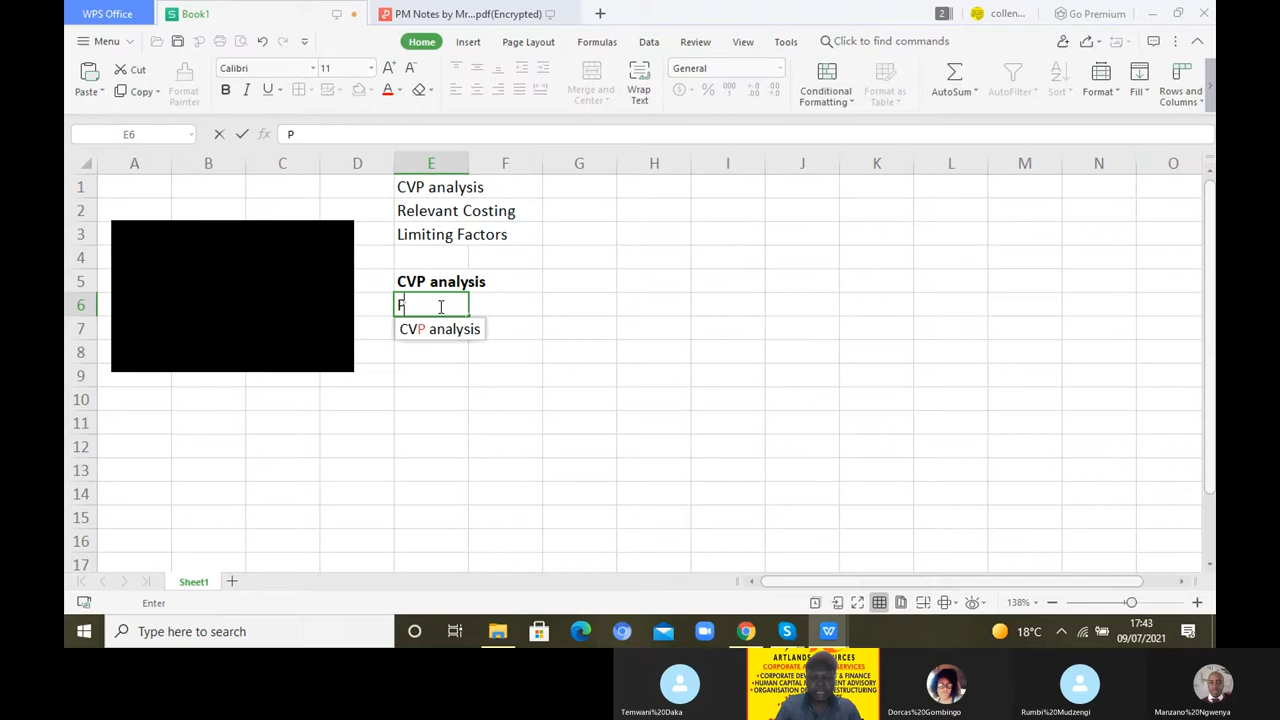 WPS Office
Book1
PM Notes by Mr...pdf(Encrypted)
2
collen...
Go Premium
Menu
Home
Insert
Page Layout
Formulas
Data
Review
View
Tools
Click to find commands
Paste
Cut
Copy
Format
Painter
Calibri
11
Merge and
Center
Wrap
Text
General
Conditional
Formatting
Format as
Table
AutoSum
AutoFilter
Sort
Format
Fill
Rows and
Columns
E6
fx
P
A B C D E F G H I J K L M N O
1 CVP analysis
2 Relevant Costing
3 Limiting Factors
4
5 CVP analysis
6 P
7 CVP analysis
8
9
10
11
12
13
14
15
16
17
Sheet1
Enter
138%
Type here to search
18°C
17:43
09/07/2021
CORPORATE
• ORGANISATION
Temwani%20Daka
Dorcas%20Gombingo
Rumbi%20Mudzengi
Manzano%20Ngwenya